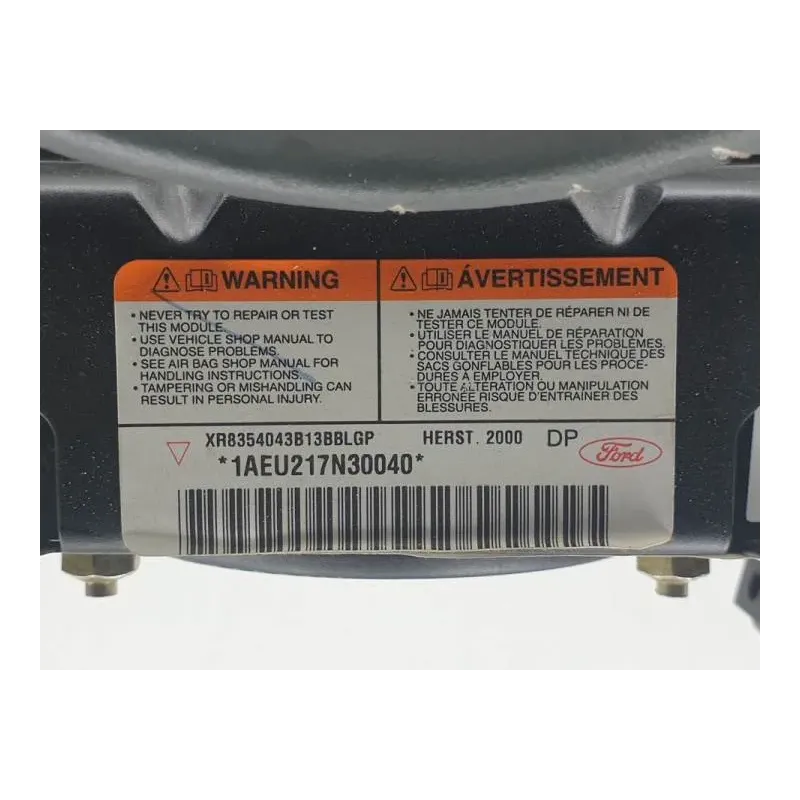 WARNING
• NEVER TRY TO REPAIR OR TEST
THIS MODULE.
• USE VEHICLE SHOP MANUAL TO
DIAGNOSE PROBLEMS.
• SEE AIR BAG SHOP MANUAL FOR
HANDLING INSTRUCTIONS.
• TAMPERING OR MISHANDLING CAN
RESULT IN PERSONAL INJURY.
ÁVERTISSEMENT
• NE JAMAIS TENTER DE RÉPARER NI DE
TESTER CE MODULE.
• UTILISER LE MANUEL DE RÉPARATION
POUR DIAGNOSTIQUER LES PROBLÈMES.
• CONSULTER LE MANUEL TECHNIQUE DES
SACS GONFLABLES POUR LES PROCÉ-
DURES À EMPLOYER.
• TOUTE ALTERATION OU MANIPULATION
ERRONÉE RISQUE D'ENTRAINER DES
BLESSURES.
XR8354043B13BBLGP HERST. 2000 DP Ford
*1AEU217N30040*